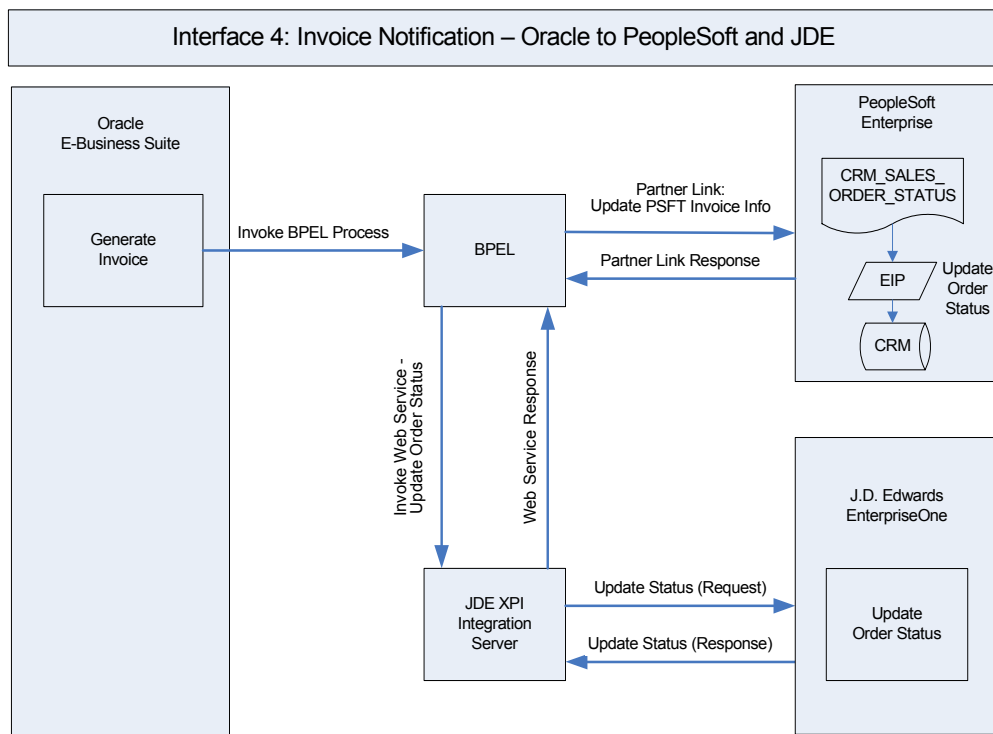 Interface 4: Invoice Notification – Oracle to PeopleSoft and JDE
Oracle
E-Business Suite
Generate
Invoice
Invoke BPEL Process
BPEL
Partner Link:
Update PSFT Invoice Info
Partner Link Response
PeopleSoft
Enterprise
CRM_SALES_
ORDER_STATUS
EIP
Update
Order
Status
CRM
Invoke Web Service -
Update Order Status
Web Service Response
JDE XPI
Integration
Server
Update Status (Request)
Update Status (Response)
J.D. Edwards
EnterpriseOne
Update
Order Status